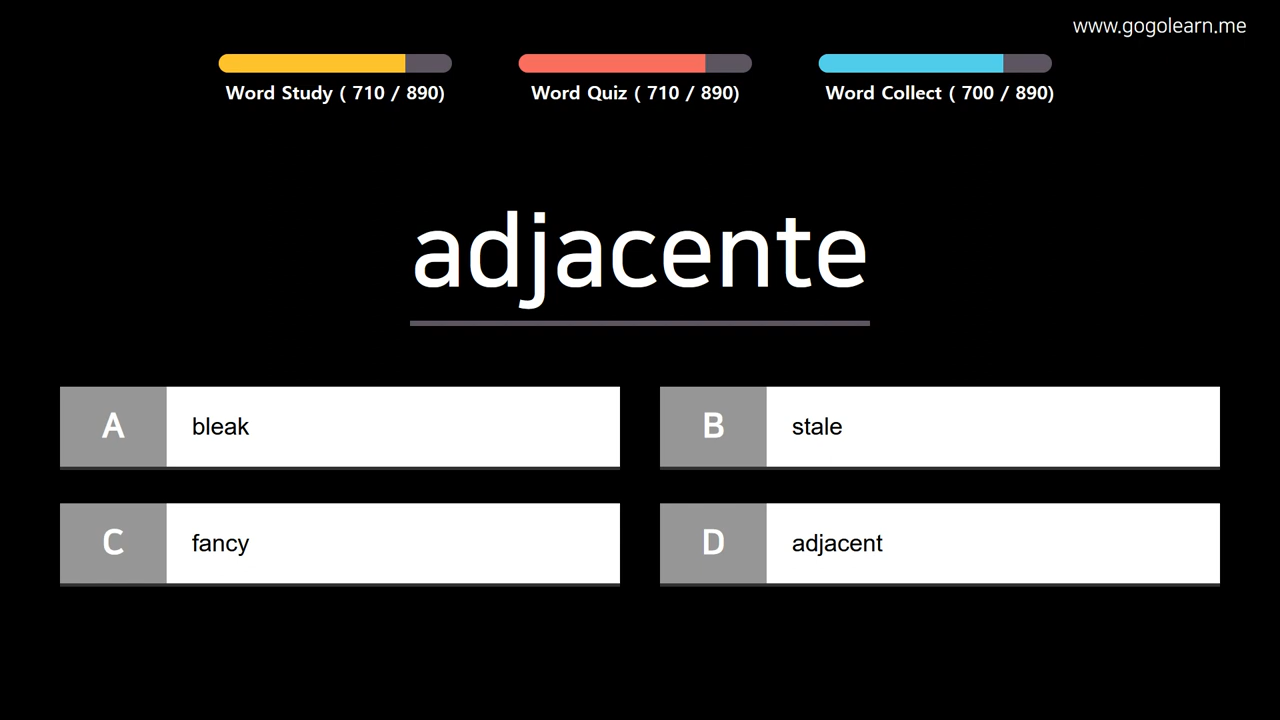 www.gogolearn.me
Word Study ( 710 / 890)
Word Quiz ( 710 / 890)
Word Collect ( 700 / 890)
adjacente
A bleak
B stale
C fancy
D adjacent